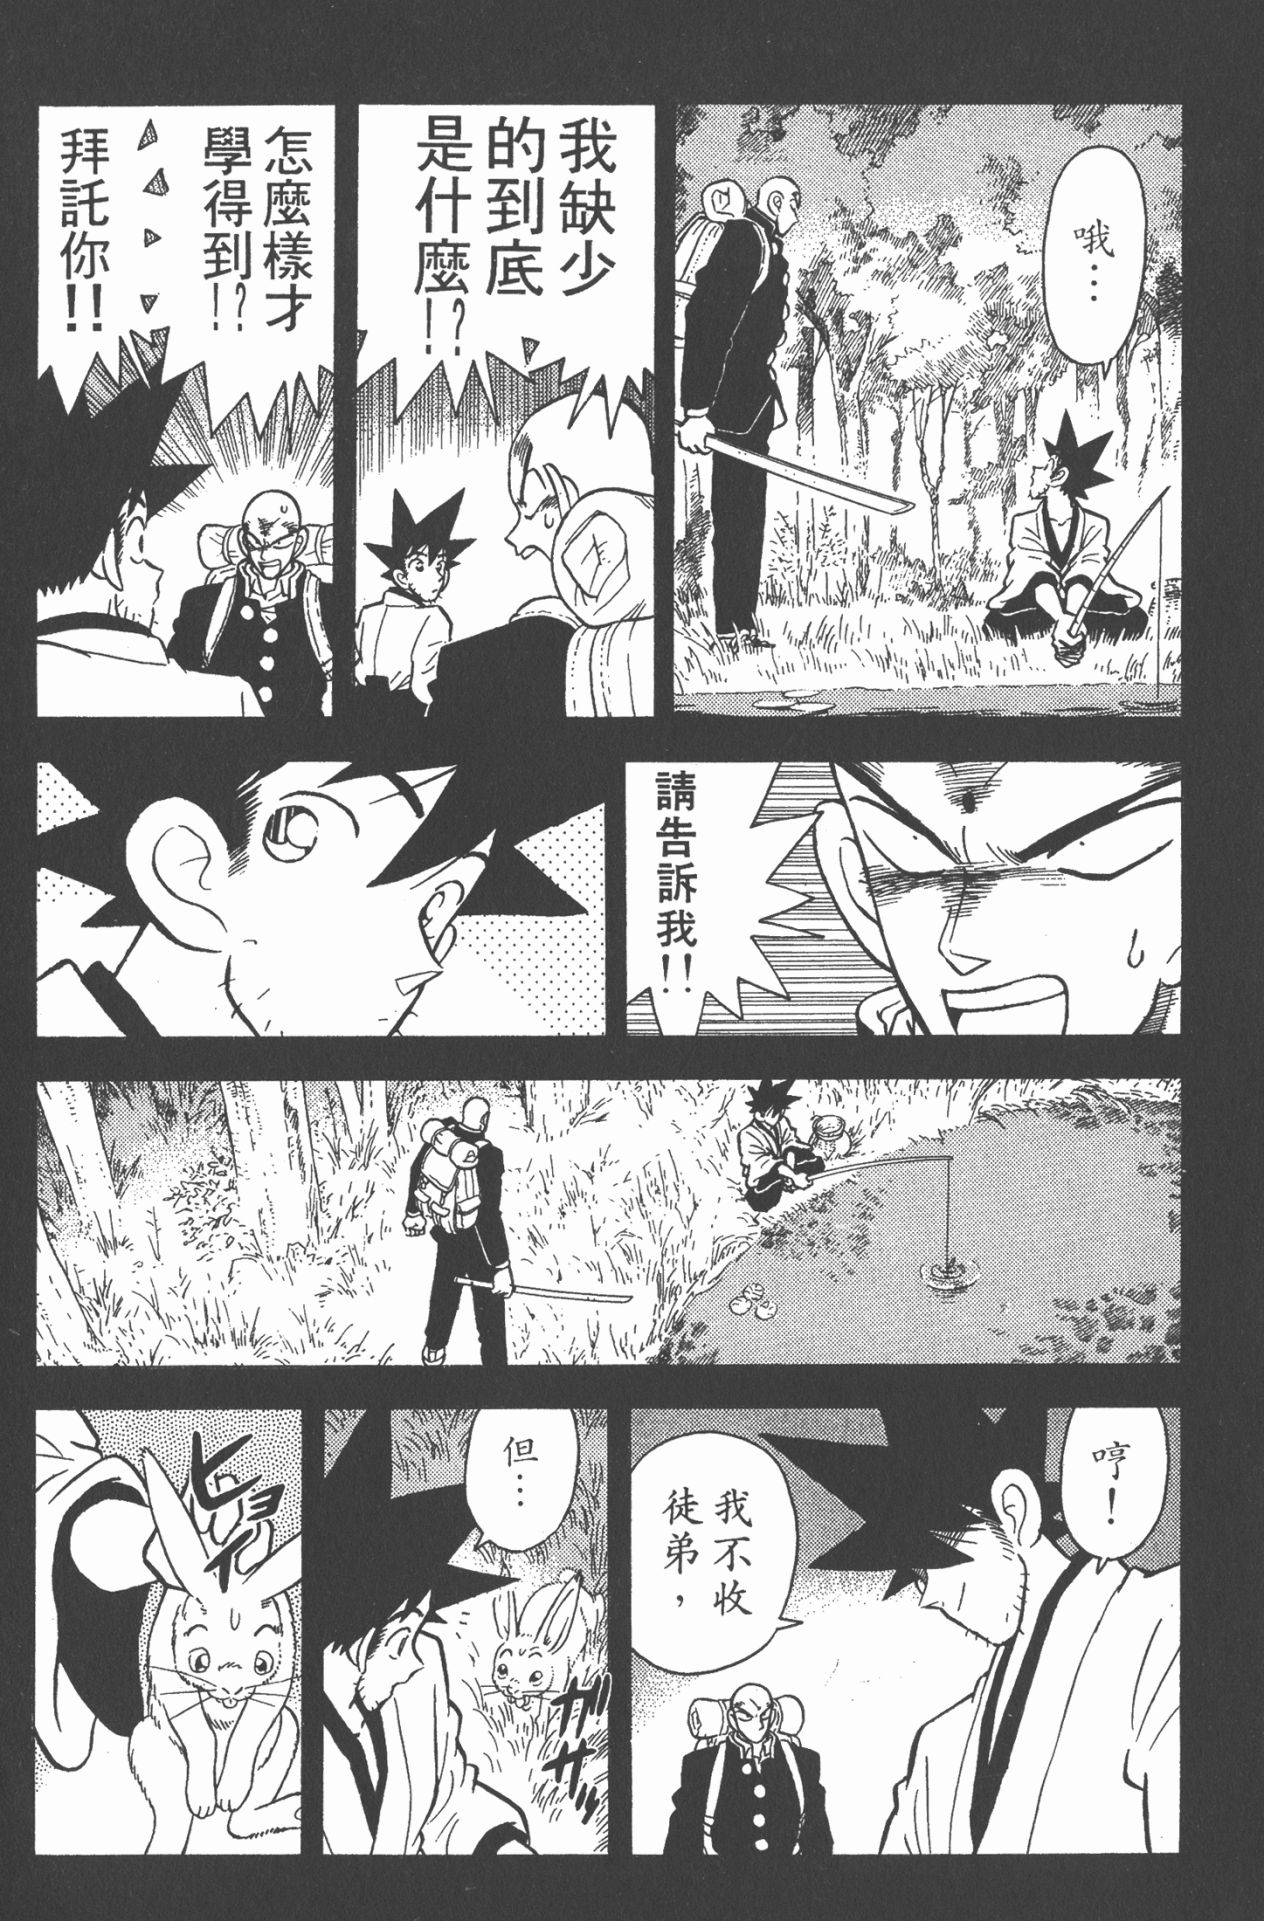 哦…
我缺少
的到底
是什麼!?
怎麼樣才
學得到!?
拜託你!!
請告訴我!!
哼!
我不收
徒弟，
但…
ガサ
ヒョイ